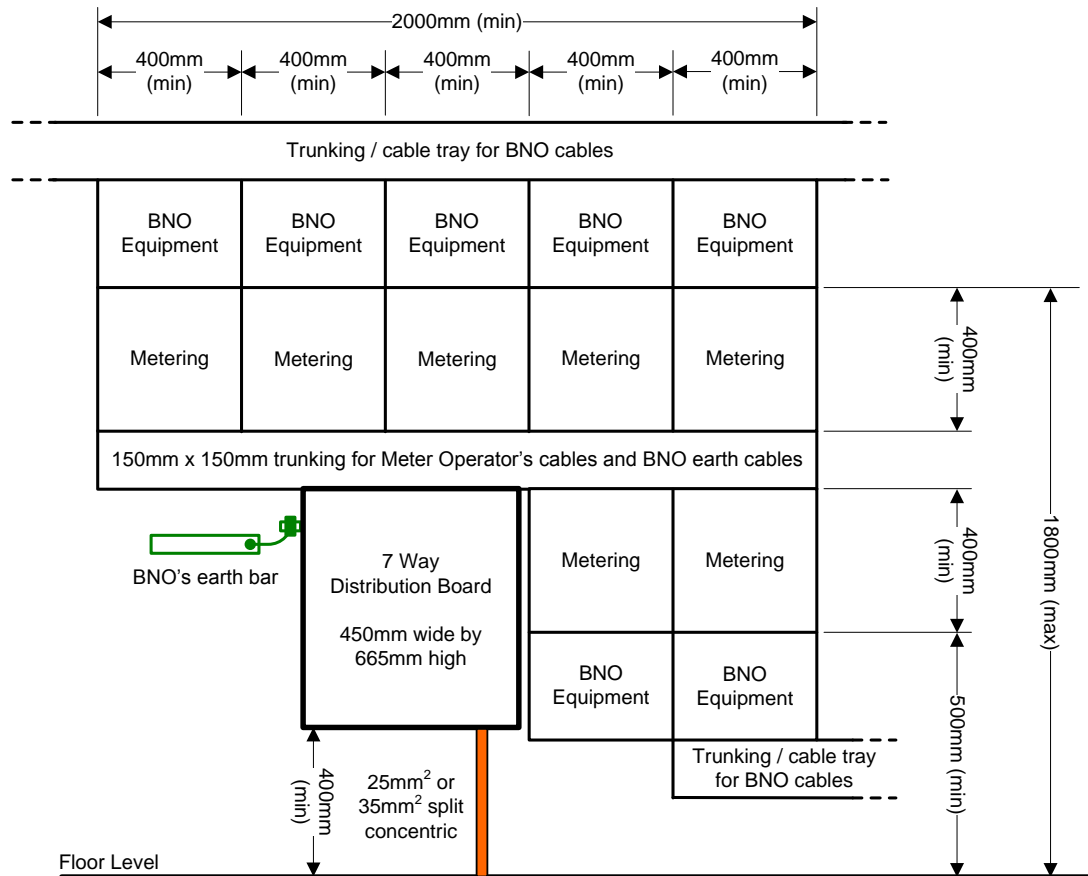 2000mm (min)
400mm
(min)
400mm
(min)
400mm
(min)
400mm
(min)
400mm
(min)
Trunking / cable tray for BNO cables
BNO
Equipment
BNO
Equipment
BNO
Equipment
BNO
Equipment
BNO
Equipment
Metering
Metering
Metering
Metering
Metering
400mm
(min)
150mm x 150mm trunking for Meter Operator's cables and BNO earth cables
BNO's earth bar
7 Way
Distribution Board
450mm wide by
665mm high
Metering
Metering
400mm
(min)
1800mm (max)
BNO
Equipment
BNO
Equipment
500mm (min)
Trunking / cable tray
for BNO cables
400mm
(min)
25mm² or
35mm² split
concentric
Floor Level